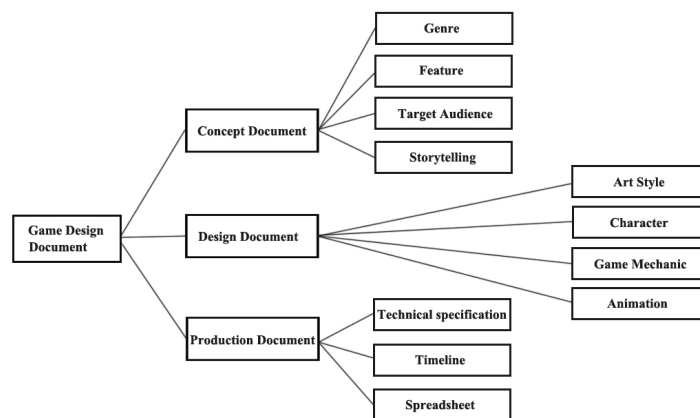 Genre
Feature
Target Audience
Storytelling
Concept Document
Game Design
Document
Design Document
Art Style
Character
Game Mechanic
Animation
Production Document
Technical specification
Timeline
Spreadsheet